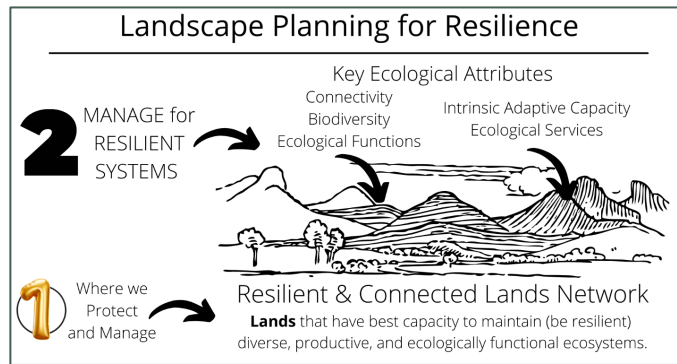 Landscape Planning for Resilience
Key Ecological Attributes
Connectivity
Biodiversity
Ecological Functions
Intrinsic Adaptive Capacity
Ecological Services
2
MANAGE for
RESILIENT
SYSTEMS
1
Where we
Protect
and Manage
Resilient & Connected Lands Network
Lands that have best capacity to maintain (be resilient)
diverse, productive, and ecologically functional ecosystems.